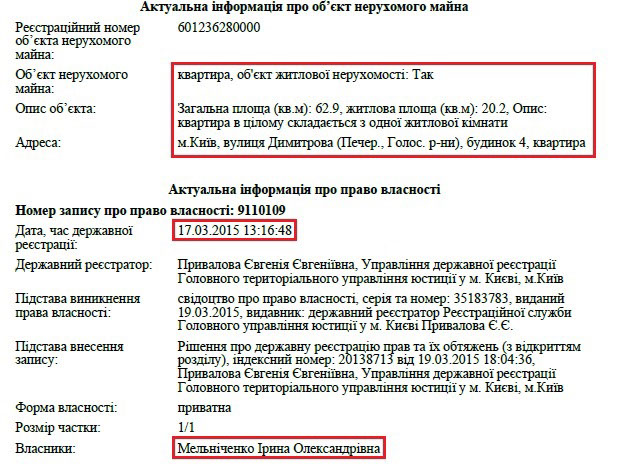 Актуальна інформація про об’єкт нерухомого майна
Реєстраційний номер 601236280000
об’єкта нерухомого
майна:
Об’єкт нерухомого квартира, об'єкт житлової нерухомості: Так
майна:
Опис об’єкта: Загальна площа (кв.м): 62.9, житлова площа (кв.м): 20.2, Опис:
квартира в цілому складається з одної житлової кімнати
Адреса: м.Київ, вулиця Димитрова (Печер., Голос. р-ни), будинок 4, квартира
Актуальна інформація про право власності
Номер запису про право власності: 9110109
Дата, час державної 17.03.2015 13:16:48
реєстрації:
Державний реєстратор: Привалова Євгенія Євгеніївна, Управління державної реєстрації
Головного територіального управління юстиції у м. Києві, м.Київ
Підстава виникнення свідоцтво про право власності, серія та номер: 35183783, виданий
права власності: 19.03.2015, видавник: державний реєстратор Реєстраційної служби
Головного управління юстиції у м. Києві Привалова Є.Є.
Підстава внесення Рішення про державну реєстрацію прав та їх обтяжень (з відкриттям
запису: розділу), індексний номер: 20138713 від 19.03.2015 18:04:36,
Привалова Євгенія Євгеніївна, Управління державної реєстрації
Головного територіального управління юстиції у м. Києві, м.Київ
Форма власності: приватна
Розмір частки: 1/1
Власники: Мельніченко Ірина Олександрівна